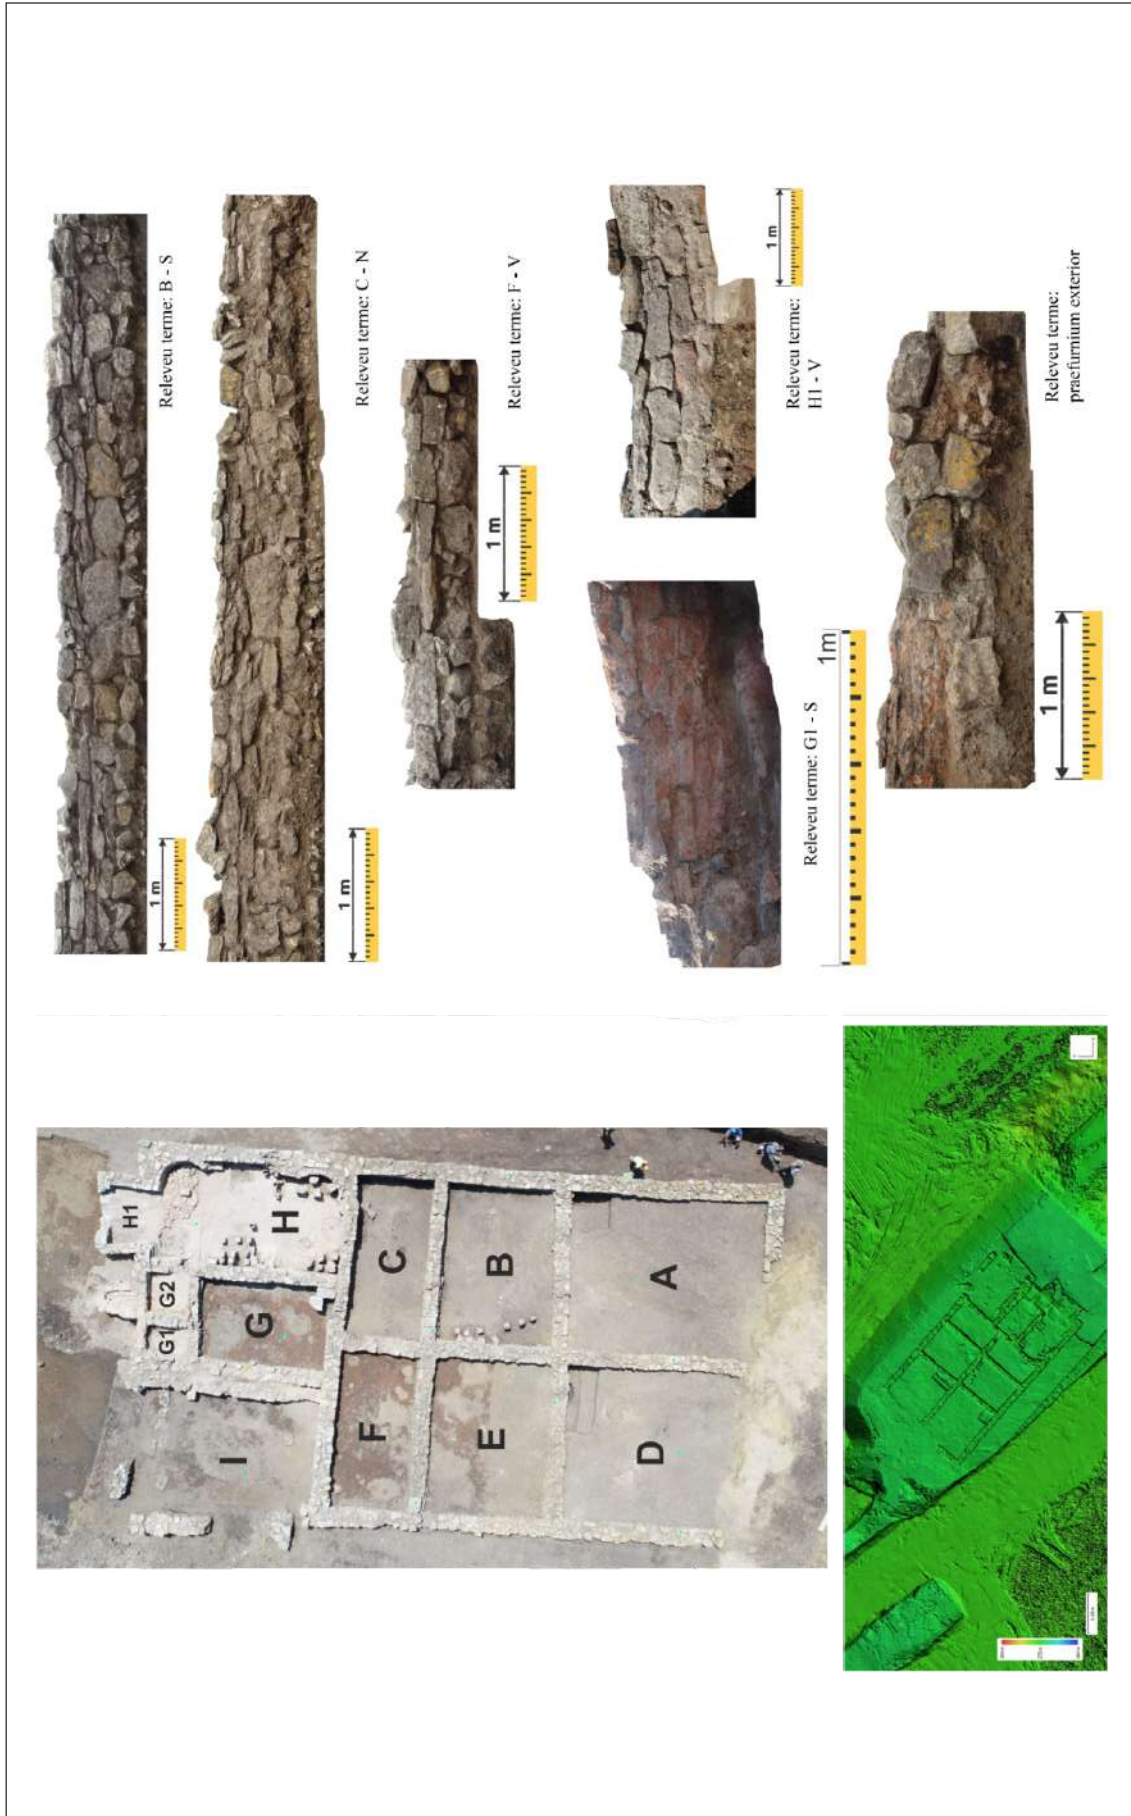 Releveu terme: B - S
1 m
Releveu terme: C - N
1 m
Releveu terme: F - V
1 m
Releveu terme:
H1 - V
1 m
Releveu terme: G1 - S
1m
Releveu terme:
praefurnium exterior
1 m
H1
G2
G1
H
G
I
C
F
B
E
A
D